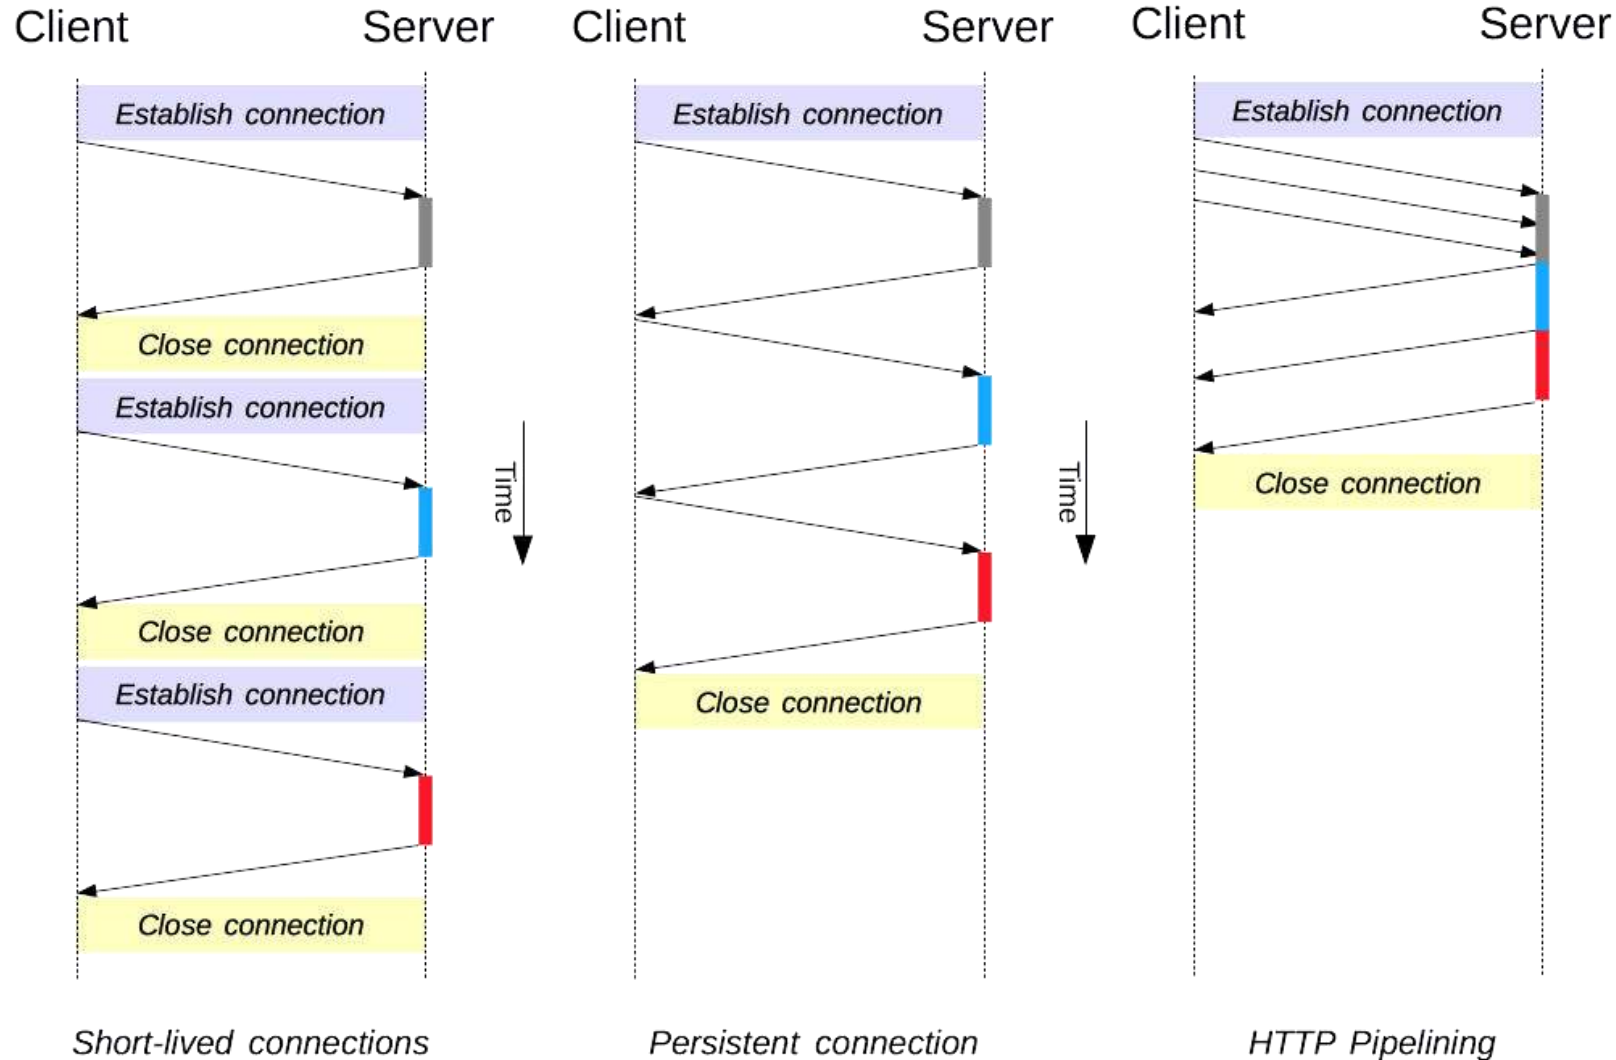 Client Server Client Server Client Server
Establish connection Establish connection Establish connection
Close connection
Establish connection
Time Time
Close connection
Close connection
Establish connection
Close connection
Close connection
Short-lived connections Persistent connection HTTP Pipelining